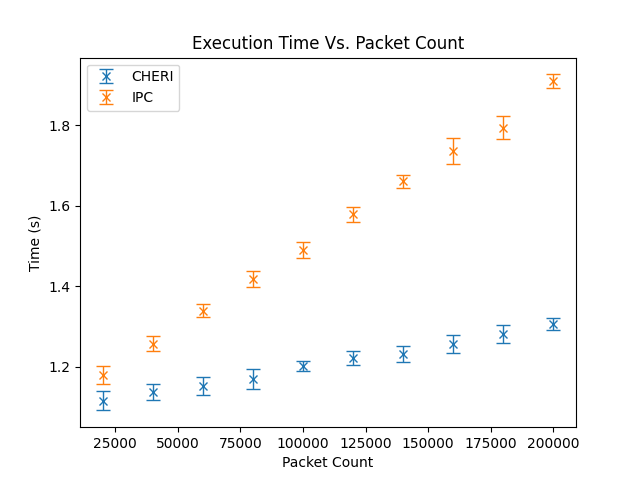 Execution Time Vs. Packet Count
CHERI
IPC
1.8
1.6
1.4
1.2
Time (s)
25000 50000 75000 100000 125000 150000 175000 200000
Packet Count